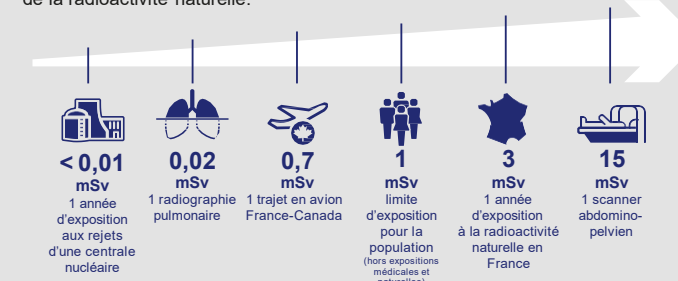 de la radioactivité naturelle.
< 0,01
mSv
1 année
d'exposition
aux rejets
d'une centrale
nucléaire
0,02
mSv
1 radiographie
pulmonaire
0,7
mSv
1 trajet en avion
France-Canada
1
mSv
limite
d'exposition
pour la
population
(hors expositions
médicales et
naturelles)
3
mSv
1 année
d'exposition
à la radioactivité
naturelle en
France
15
mSv
1 scanner
abdomino-
pelvien